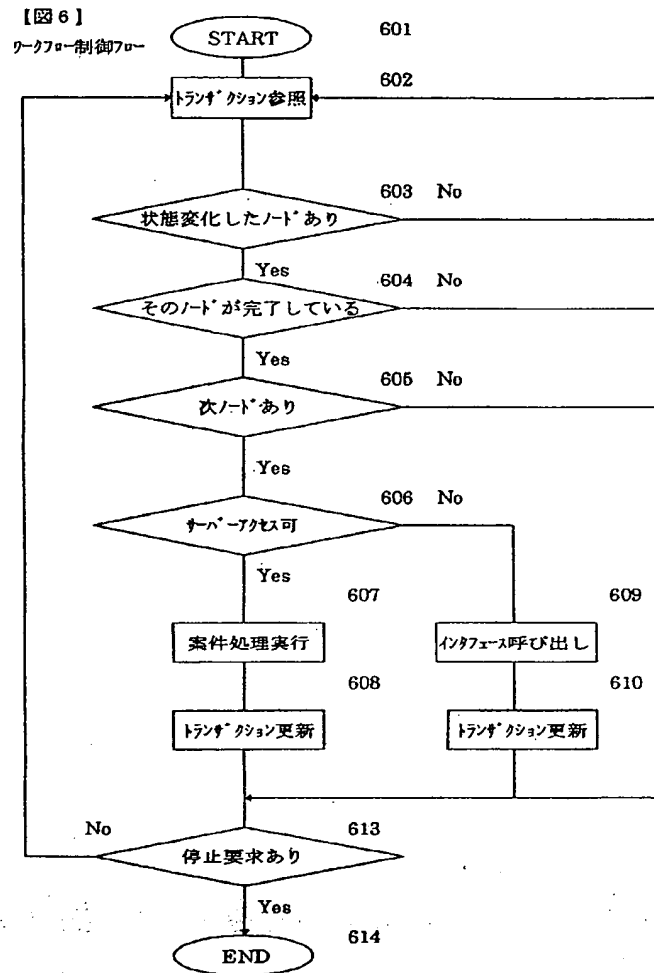 【図6】
ワークフロー制御フロー
START
601
602
トランザクション参照
603 No
状態変化したノードあり
Yes
604 No
そのノードが完了している
Yes
605 No
次ノードあり
Yes
606 No
サーバーアクセス可
Yes
607
609
案件処理実行
インタフェース呼び出し
608
610
トランザクション更新
トランザクション更新
No
613
停止要求あり
Yes
614
END